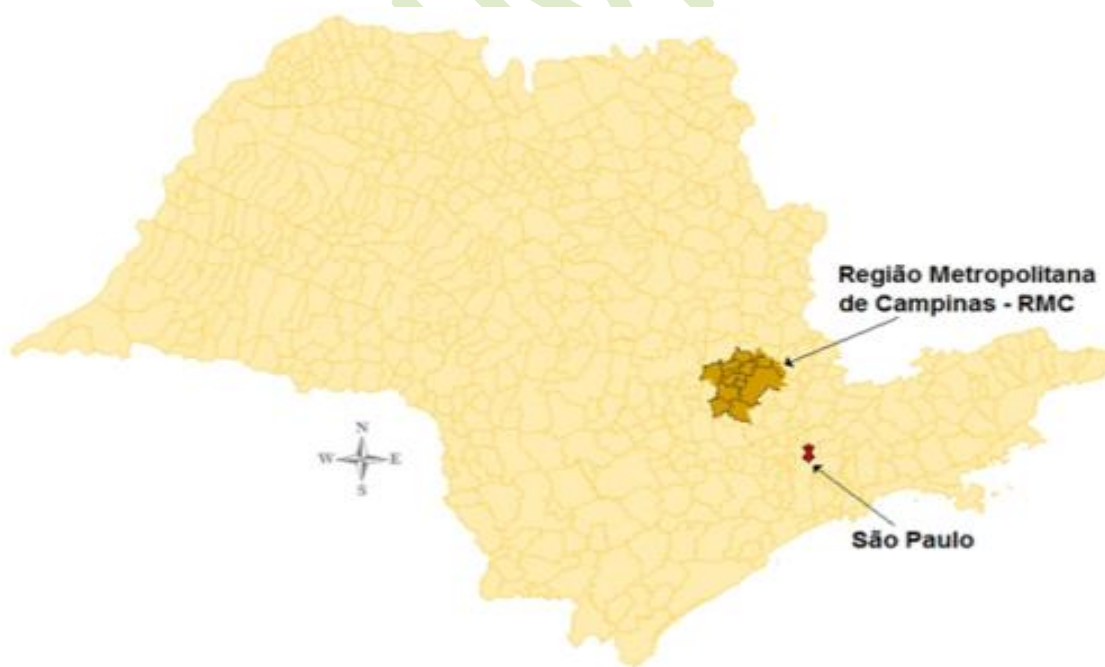 Região Metropolitana
de Campinas - RMC
N
W E
S
São Paulo